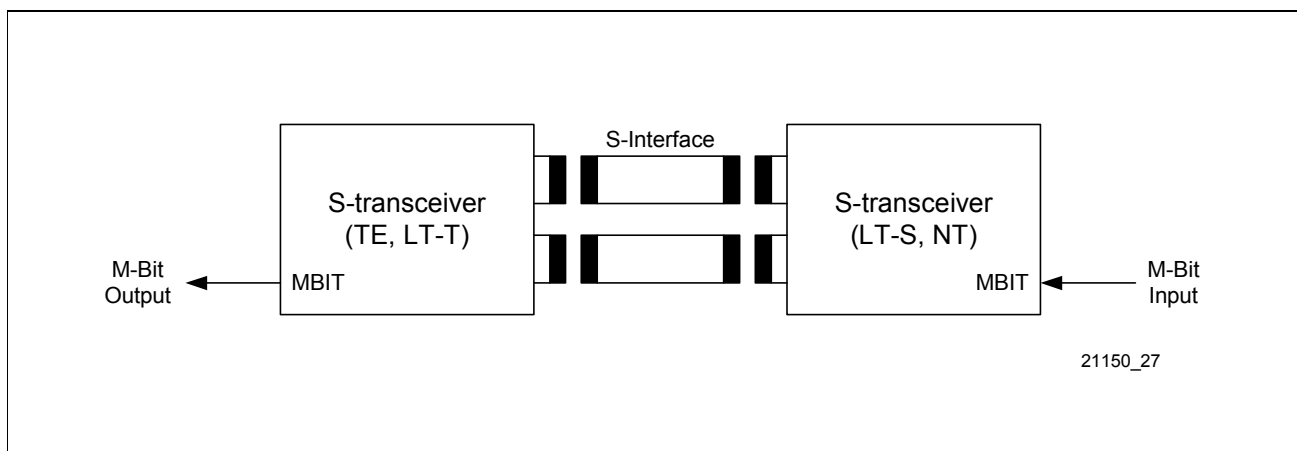 S-Interface
S-transceiver
(TE, LT-T)
S-transceiver
(LT-S, NT)
M-Bit
Output
MBIT
MBIT
M-Bit
Input
21150_27